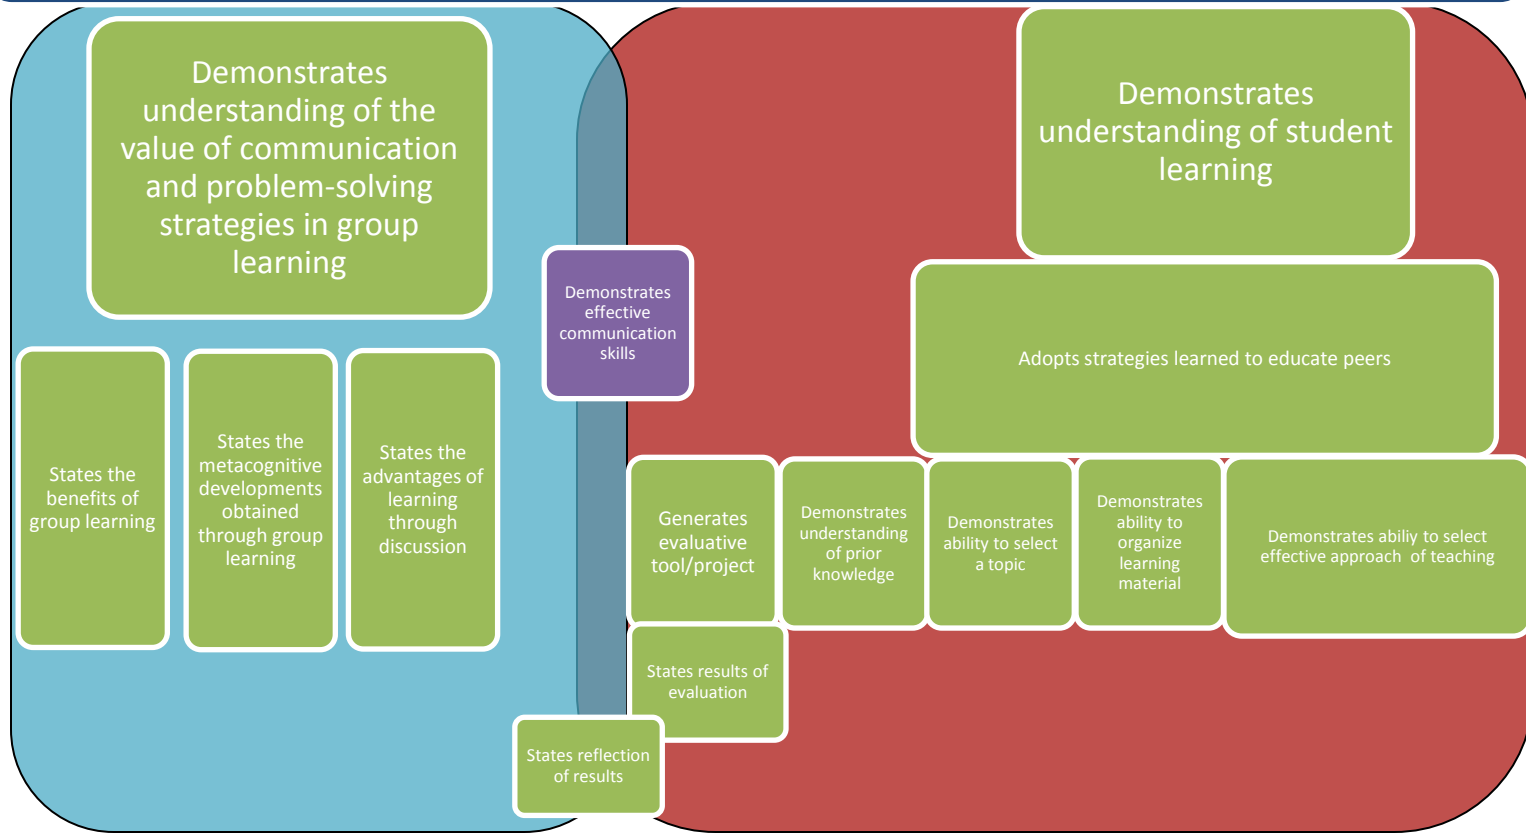 Demonstrates
understanding of the
value of communication
and problem-solving
strategies in group
learning
Demonstrates
understanding of student
learning
Demonstrates
effective
communication
skills
Adopts strategies learned to educate peers
States the
benefits of
group learning
States the
metacognitive
developments
obtained
through group
learning
States the
advantages of
learning
through
discussion
Generates
evaluative
tool/project
Demonstrates
understanding
of prior
knowledge
Demonstrates
ability to select
a topic
Demonstrates
ability to
organize
learning
material
Demonstrates abiliy to select
effective approach  of teaching
States results of
evaluation
States reflection
of results